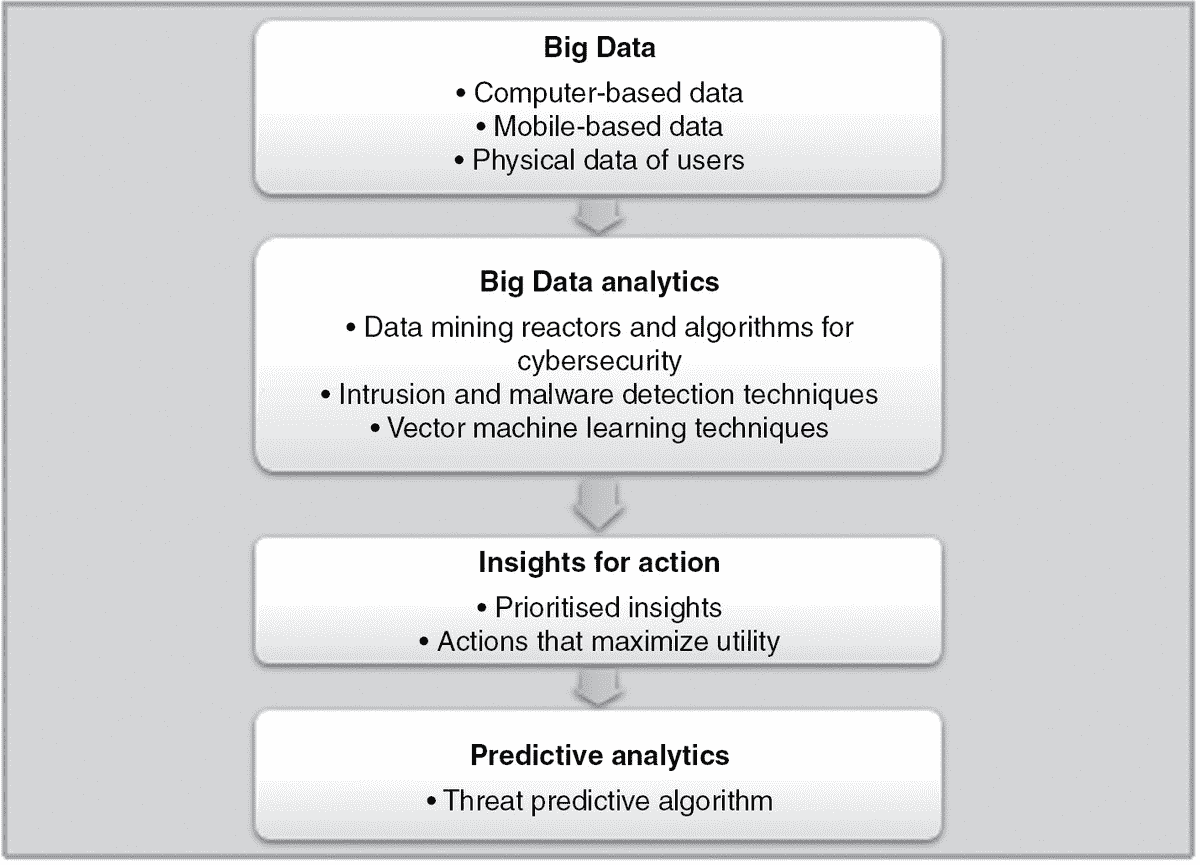 Big Data
• Computer-based data
• Mobile-based data
• Physical data of users
Big Data analytics
• Data mining reactors and algorithms for
cybersecurity
• Intrusion and malware detection techniques
• Vector machine learning techniques
Insights for action
• Prioritised insights
• Actions that maximize utility
Predictive analytics
• Threat predictive algorithm